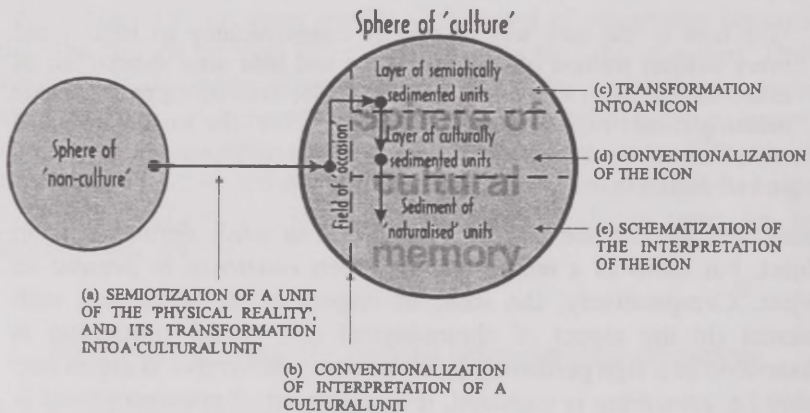 Sphere of 'culture'
Layer of semiotically
sedimented units
Sphere of
Layer of culturally
sedimented units
cultural
Sediment of
'naturalised' units
memory
Field of occasion
Sphere of
'non-culture'
(c) TRANSFORMATION
INTO AN ICON
(d) CONVENTIONALIZATION
OF THE ICON
(e) SCHEMATIZATION OF
THE INTERPRETATION
OF THE ICON
(a) SEMIOTIZATION OF A UNIT
OF THE 'PHYSICAL REALITY',
AND ITS TRANSFORMATION
INTO A 'CULTURAL UNIT'
(b) CONVENTIONALIZATION
OF INTERPRETATION OF A
CULTURAL UNIT